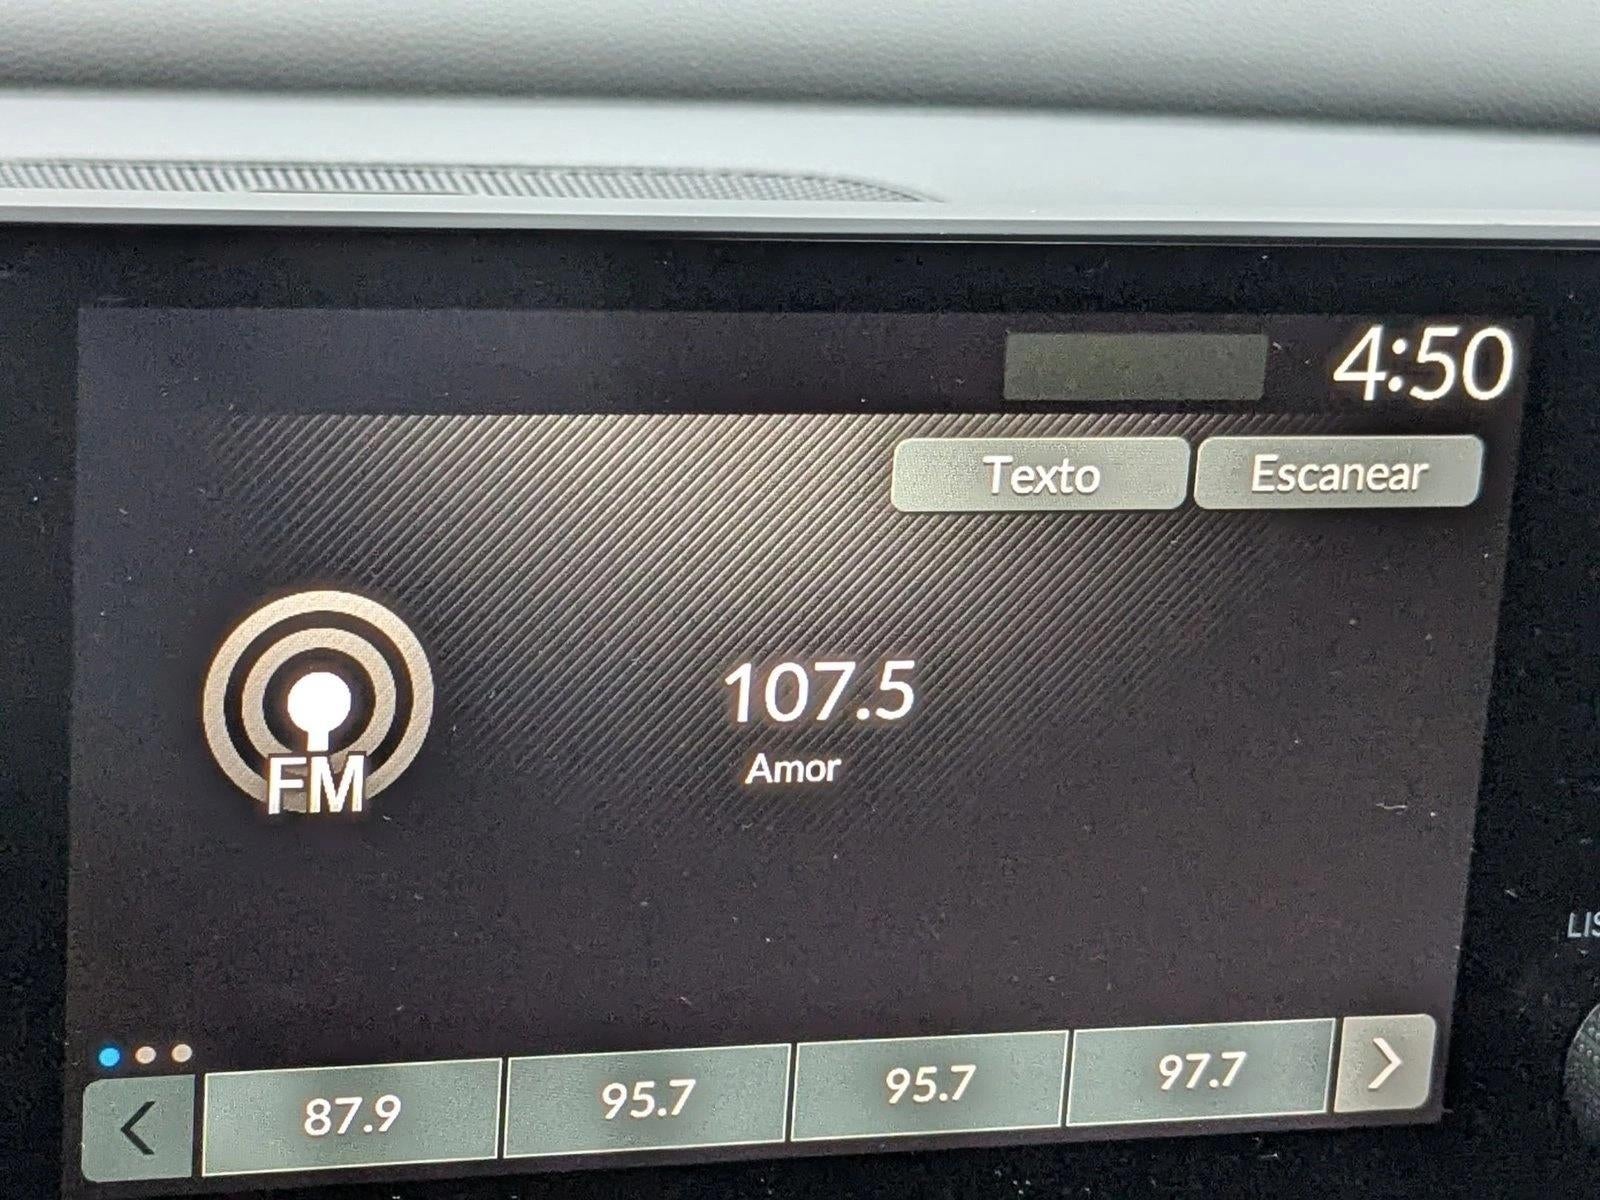 4:50
Texto Escanear
107.5
Amor
FM
87.9 95.7 95.7 97.7